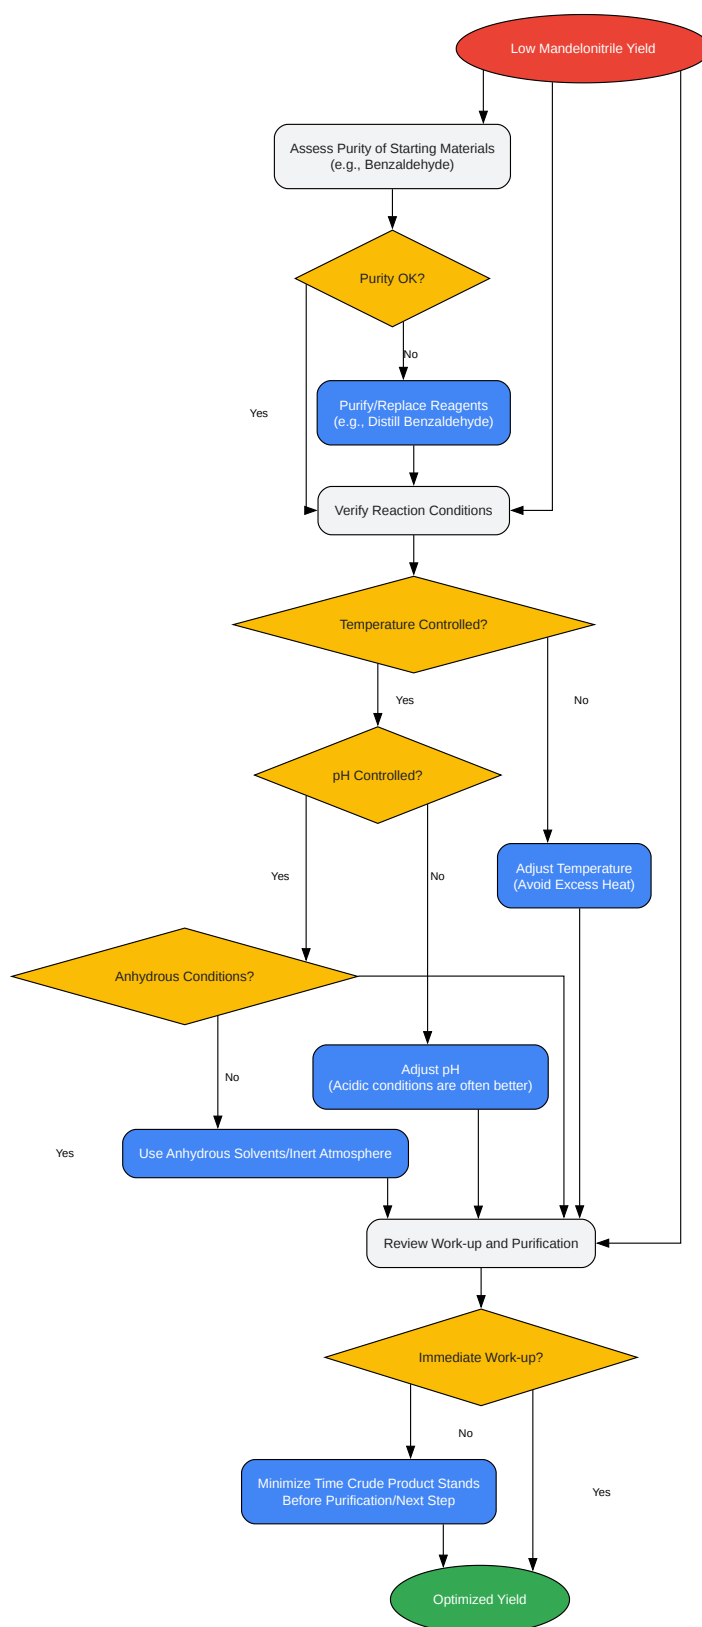 Low Mandelonitrile Yield
Assess Purity of Starting Materials
(e.g., Benzaldehyde)
Purity OK?
No
Purify/Replace Reagents
(e.g., Distill Benzaldehyde)
Yes
Verify Reaction Conditions
Temperature Controlled?
Yes
No
pH Controlled?
Yes
No
Adjust Temperature
(Avoid Excess Heat)
Anhydrous Conditions?
No
Adjust pH
(Acidic conditions are often better)
Yes
Use Anhydrous Solvents/Inert Atmosphere
Review Work-up and Purification
Immediate Work-up?
No
Minimize Time Crude Product Stands
Before Purification/Next Step
Yes
Optimized Yield